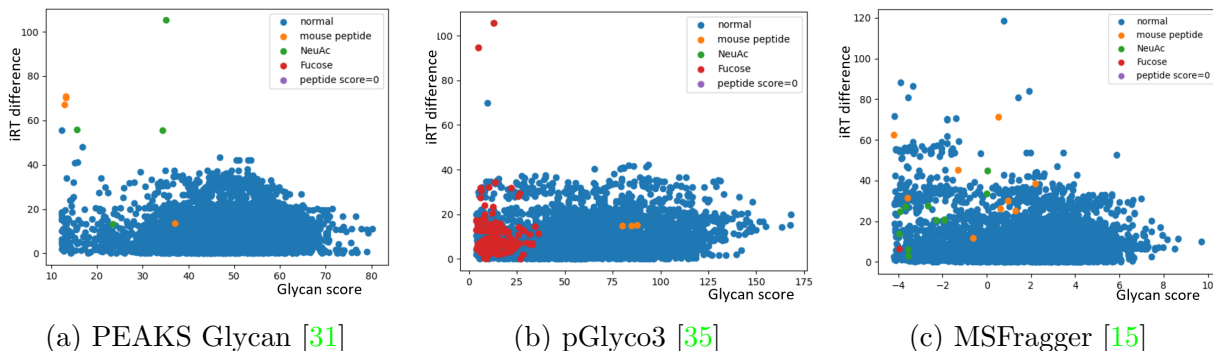 normal
mouse peptide
NeuAc
Fucose
peptide score=0
iRT difference
100
80
60
40
20
0
10 20 30 40 50 60 70 80
Glycan score
(a) PEAKS Glycan [31]
normal
mouse peptide
NeuAc
Fucose
peptide score=0
iRT difference
100
80
60
40
20
0
0 25 50 75 100 125 150 175
Glycan score
(b) pGlyco3 [35]
normal
mouse peptide
NeuAc
Fucose
peptide score=0
iRT difference
120
100
80
60
40
20
0
−4 −2 0 2 4 6 8 10
Glycan score
(c) MSFragger [15]